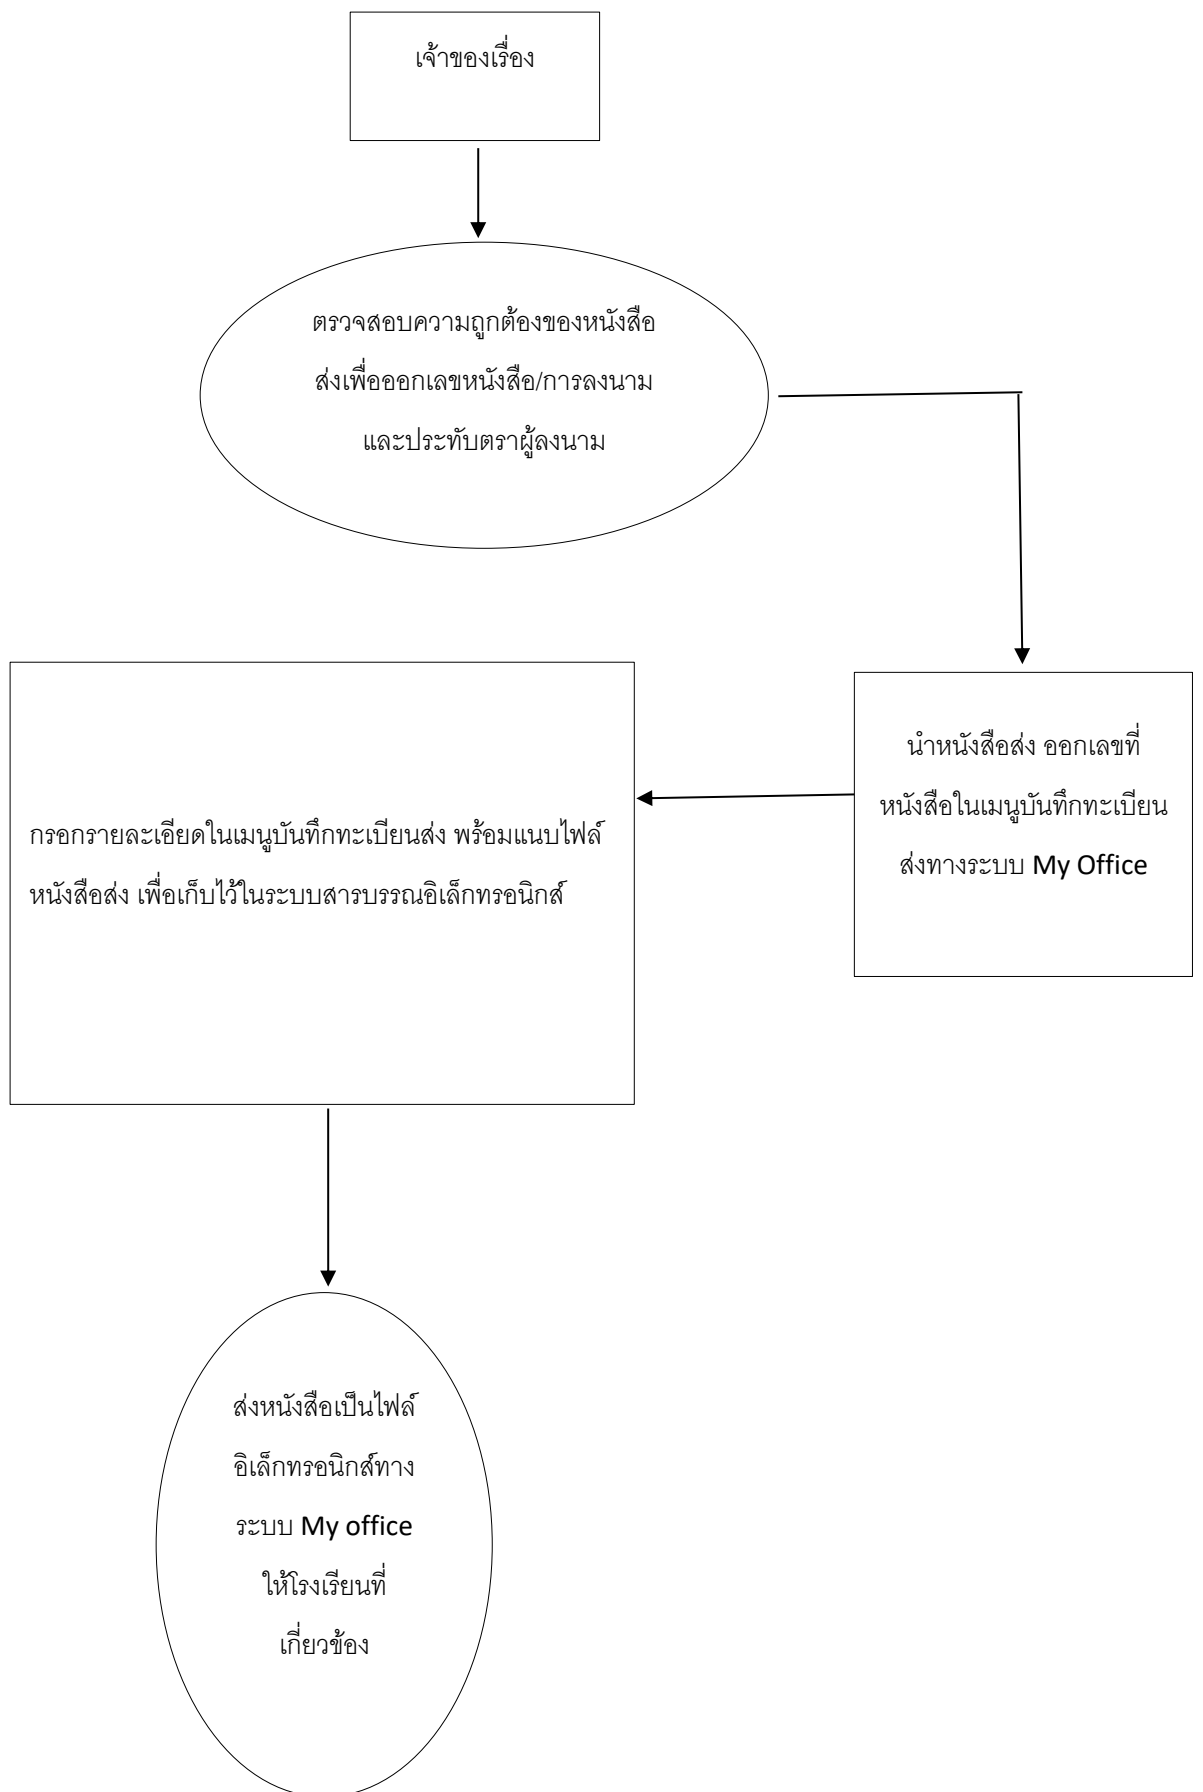 เจ้าของเรื่อง
ตรวจสอบความถูกต้องของหนังสือ
ส่งเพื่อออกเลขหนังสือ/การลงนาม
และประทับตราผู้ลงนาม
นำหนังสือส่ง ออกเลขที่
หนังสือในเมนูบันทึกทะเบียน
ส่งทางระบบ My Office
กรอกรายละเอียดในเมนูบันทึกทะเบียนส่ง พร้อมแนบไฟล์
หนังสือส่ง เพื่อเก็บไว้ในระบบสารบรรณอิเล็กทรอนิกส์
ส่งหนังสือเป็นไฟล์
อิเล็กทรอนิกส์ทาง
ระบบ My office
ให้โรงเรียนที่
เกี่ยวข้อง